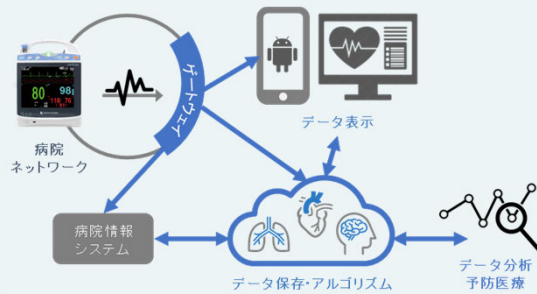 80
98
118 76
病院
ネットワーク
ゲートウェイ
データ表示
病院情報
システム
データ保存・アルゴリズム
データ分析
予防医療